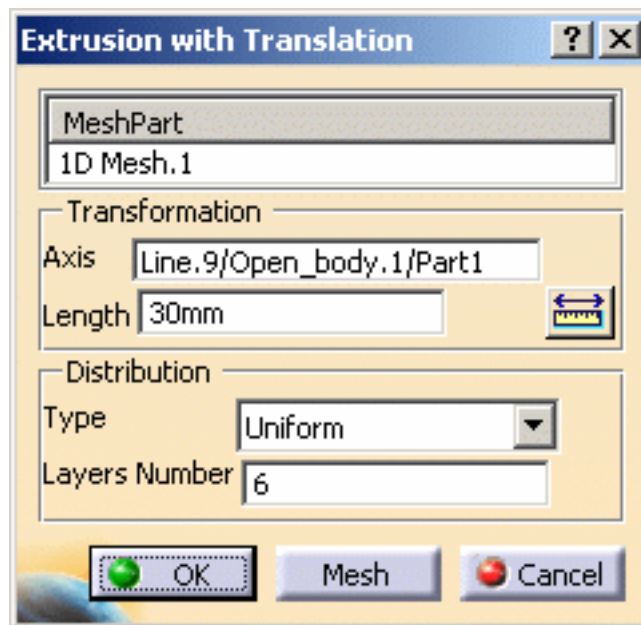 Extrusion with Translation
MeshPart
1D Mesh.1
Transformation
Axis Line.9/Open_body.1/Part1
Length 30mm
Distribution
Type Uniform
Layers Number 6
OK Mesh Cancel